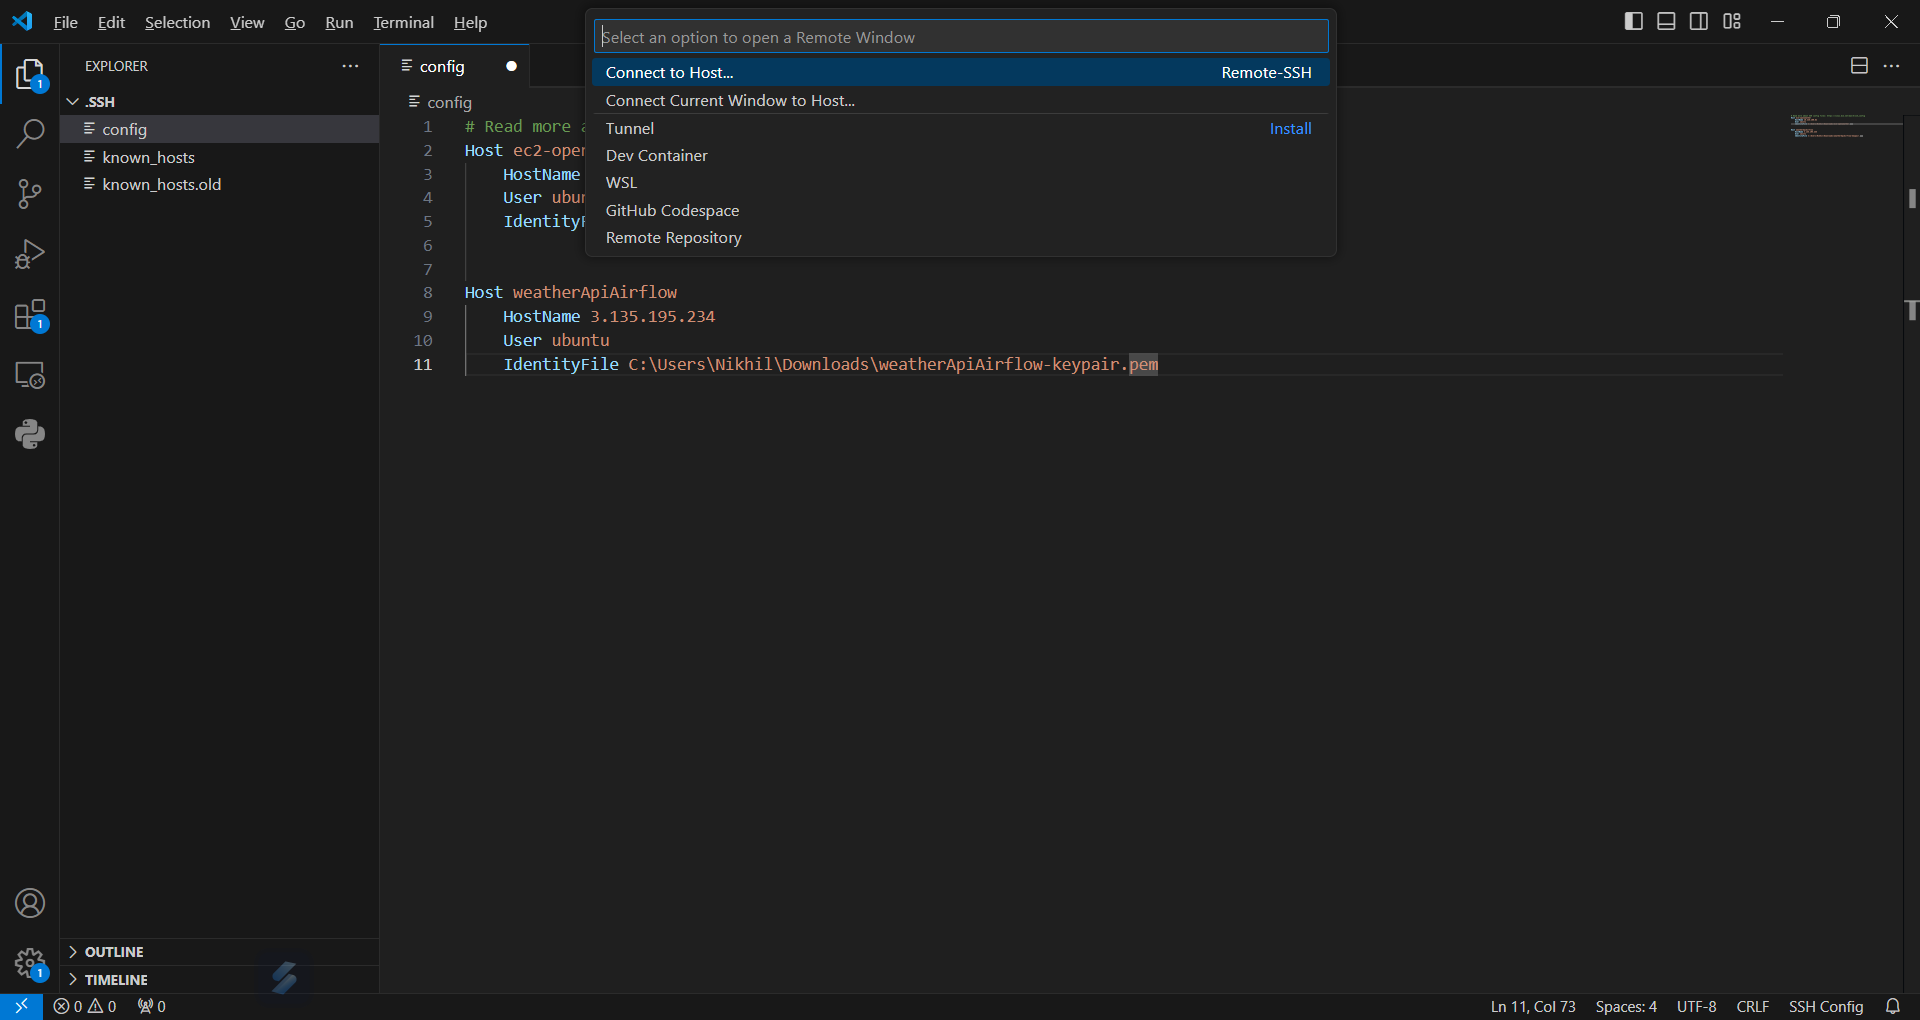 File Edit Selection View Go Run Terminal Help
Select an option to open a Remote Window
Connect to Host... Remote-SSH
Connect Current Window to Host...
Tunnel Install
Dev Container
WSL
GitHub Codespace
Remote Repository
EXPLORER
.SSH
config
known_hosts
known_hosts.old
config
config
1 # Read more
2 Host
3 HostName
4 User
5
6
7
8 Host weatherApiAirflow
9 HostName 3.135.195.234
10 User ubuntu
11 IdentityFile C:\Users\Nikhil\Downloads\weatherApiAirflow-keypair.pem
1
1
1
OUTLINE
TIMELINE
0 0 0
Ln 11, Col 73 Spaces: 4 UTF-8 CRLF SSH Config